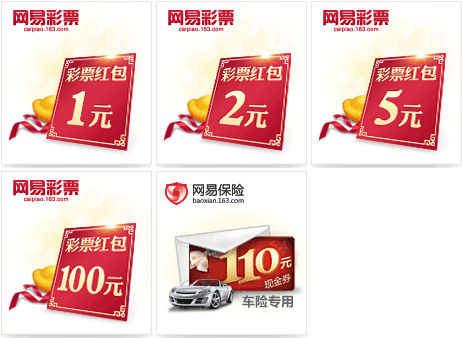 网易彩票
caipiao.163.com
彩票红包
1元
网易彩票
caipiao.163.com
彩票红包
2元
网易彩票
caipiao.163.com
彩票红包
5元
网易彩票
caipiao.163.com
彩票红包
100元
网易保险
baoxian.163.com
110元
现金券
车险专用